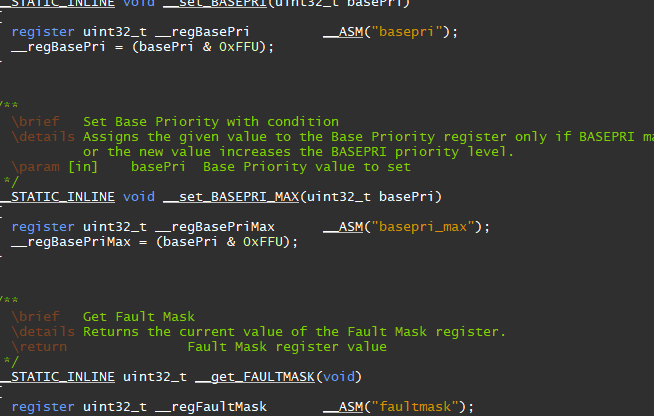 __STATIC_INLINE void __set_BASEPRI(uint32_t basePri)
{
register uint32_t __regBasePri __ASM("basepri");
__regBasePri = (basePri & 0xFFU);
/**
\brief Set Base Priority with condition
\details Assigns the given value to the Base Priority register only if BASEPRI ma
or the new value increases the BASEPRI priority level.
\param [in] basePri Base Priority value to set
*/
__STATIC_INLINE void __set_BASEPRI_MAX(uint32_t basePri)
{
register uint32_t __regBasePriMax __ASM("basepri_max");
__regBasePriMax = (basePri & 0xFFU);
/**
\brief Get Fault Mask
\details Returns the current value of the Fault Mask register.
\return Fault Mask register value
*/
__STATIC_INLINE uint32_t __get_FAULTMASK(void)
{
register uint32_t __regFaultMask __ASM("faultmask");